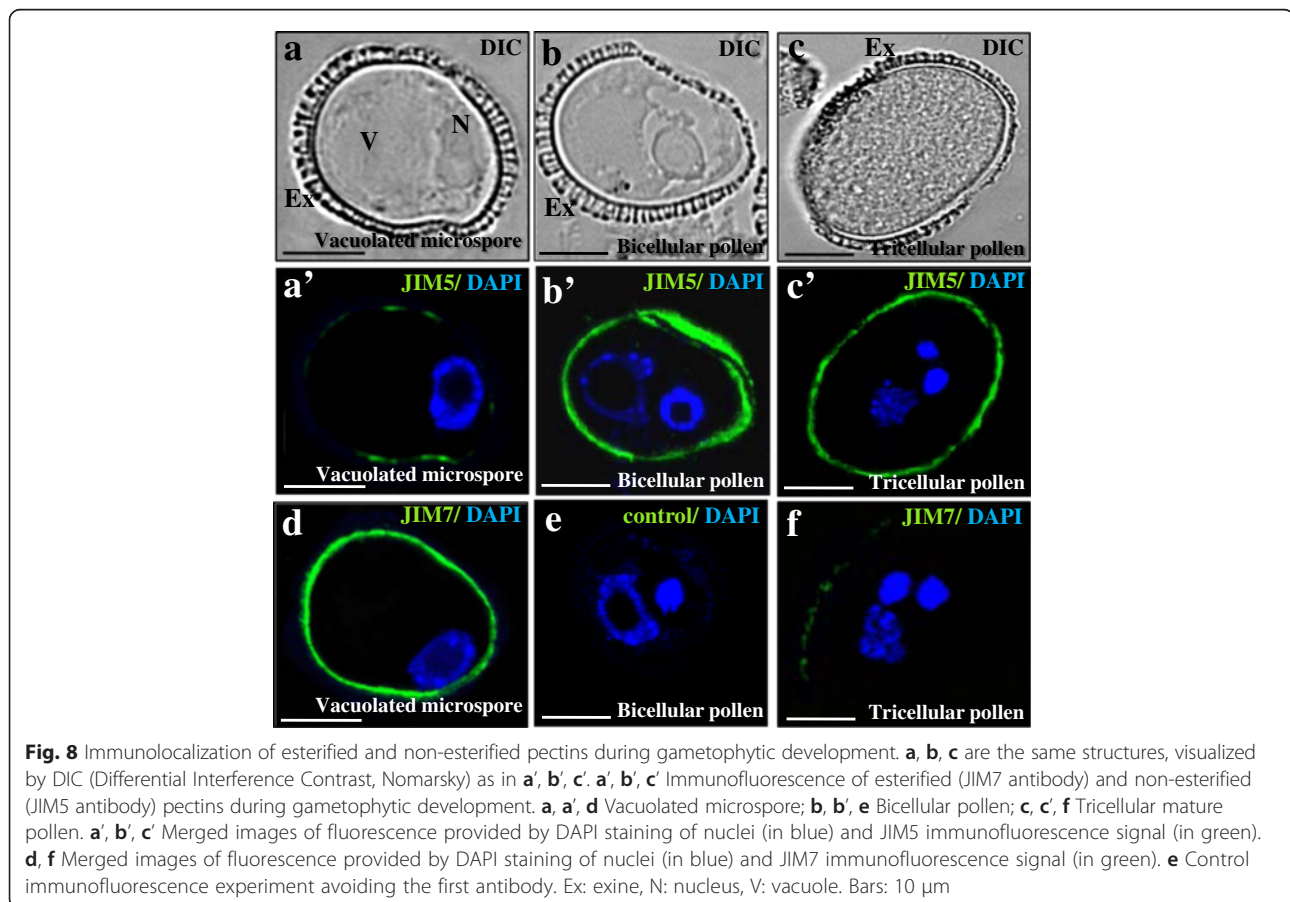 a
DIC
V
N
Ex
Vacuolated microspore
b
DIC
Ex
Bicellular pollen
c
Ex
DIC
Tricellular pollen
a’
JIM5/ DAPI
Vacuolated microspore
b’
JIM5/ DAPI
Bicellular pollen
c’
JIM5/ DAPI
Tricellular pollen
d
JIM7/ DAPI
Vacuolated microspore
e
control/ DAPI
Bicellular pollen
f
JIM7/ DAPI
Tricellular pollen
Fig. 8 Immunolocalization of esterified and non-esterified pectins during gametophytic development. a, b, c are the same structures, visualized
by DIC (Differential Interference Contrast, Nomarsky) as in a′, b′, c′. a′, b′, c′ Immunofluorescence of esterified (JIM7 antibody) and non-esterified
(JIM5 antibody) pectins during gametophytic development. a, a′, d Vacuolated microspore; b, b′, e Bicellular pollen; c, c′, f Tricellular mature
pollen. a′, b′, c′ Merged images of fluorescence provided by DAPI staining of nuclei (in blue) and JIM5 immunofluorescence signal (in green).
d, f Merged images of fluorescence provided by DAPI staining of nuclei (in blue) and JIM7 immunofluorescence signal (in green). e Control
immunofluorescence experiment avoiding the first antibody. Ex: exine, N: nucleus, V: vacuole. Bars: 10 μm